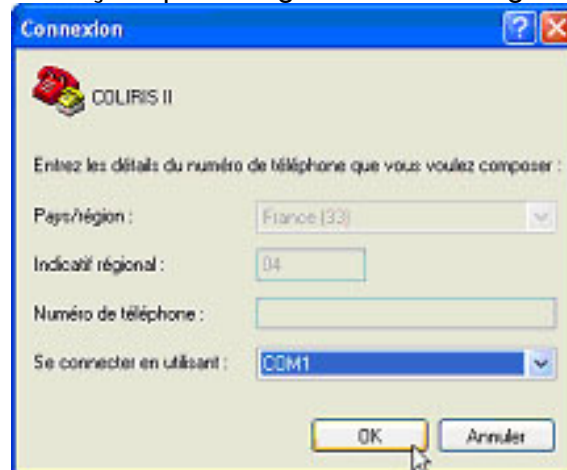 Connexion
COLIRIS II
Entrez les détails du numéro de téléphone que vous voulez composer :
Pays/région : France (33)
Indicatif régional : 04
Numéro de téléphone :
Se connecter en utilisant : COM1
OK Annuler